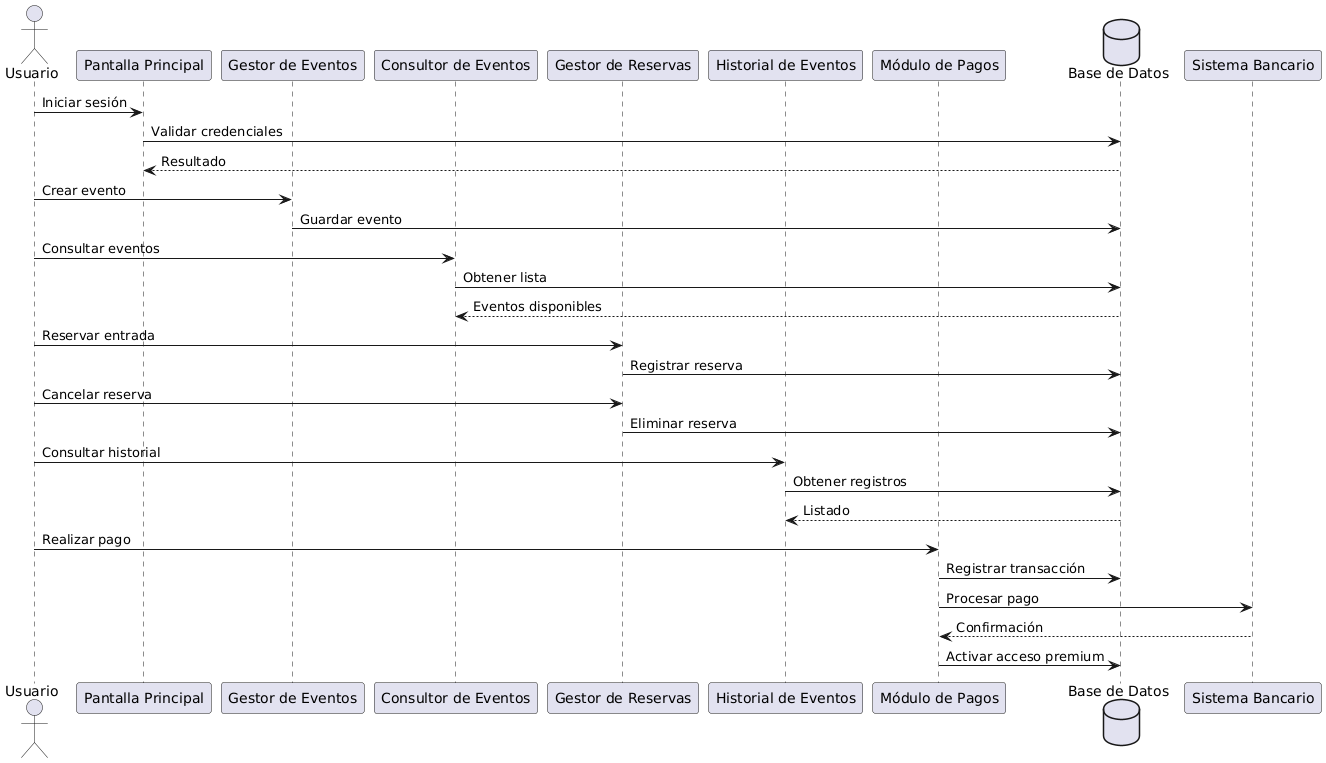 Usuario
Pantalla Principal
Gestor de Eventos
Consultor de Eventos
Gestor de Reservas
Historial de Eventos
Módulo de Pagos
Base de Datos
Sistema Bancario
Iniciar sesión
Validar credenciales
Resultado
Crear evento
Guardar evento
Consultar eventos
Obtener lista
Eventos disponibles
Reservar entrada
Registrar reserva
Cancelar reserva
Eliminar reserva
Consultar historial
Obtener registros
Listado
Realizar pago
Registrar transacción
Procesar pago
Confirmación
Activar acceso premium
Usuario
Pantalla Principal
Gestor de Eventos
Consultor de Eventos
Gestor de Reservas
Historial de Eventos
Módulo de Pagos
Base de Datos
Sistema Bancario